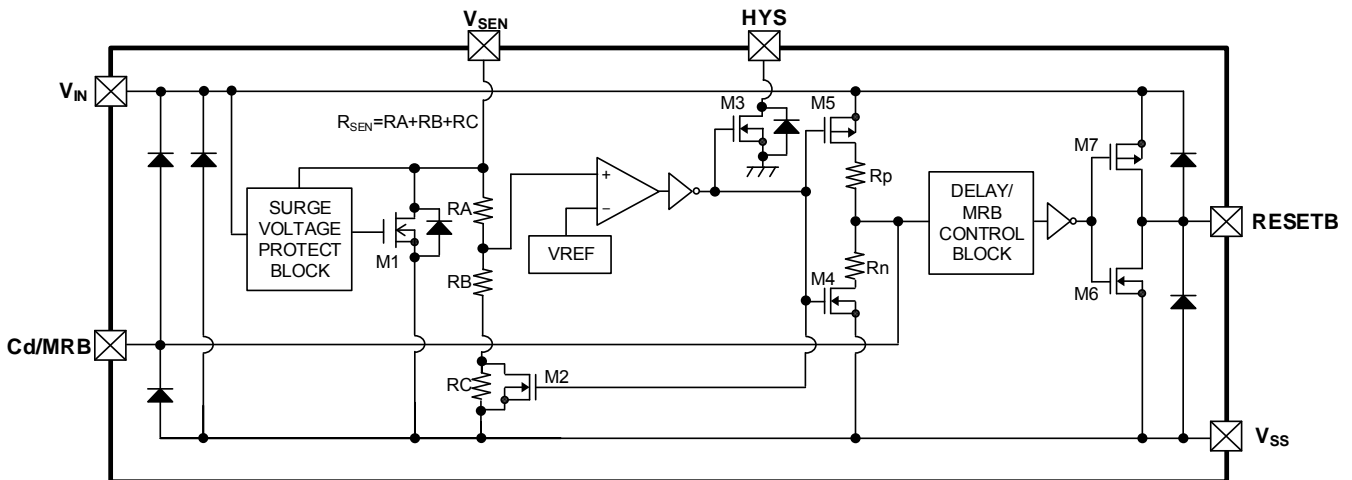 VSEN
HYS
VIN
M3
M5
RSEN=RA+RB+RC
M7
Rp
SURGE
VOLTAGE
PROTECT
BLOCK
RA
+
−
DELAY/
MRB
CONTROL
BLOCK
RESETB
M1
VREF
RB
Rn
M4
M6
Cd/MRB
RC
M2
VSS